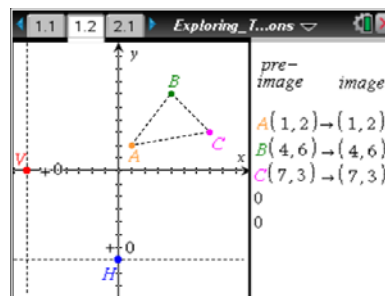 1.1 1.2 2.1 Exploring_T...ons
y
pre-
image image
B
C
A
x
A(1,2)→(1,2)
B(4,6)→(4,6)
C(7,3)→(7,3)
V
+0
0
0
+0
H